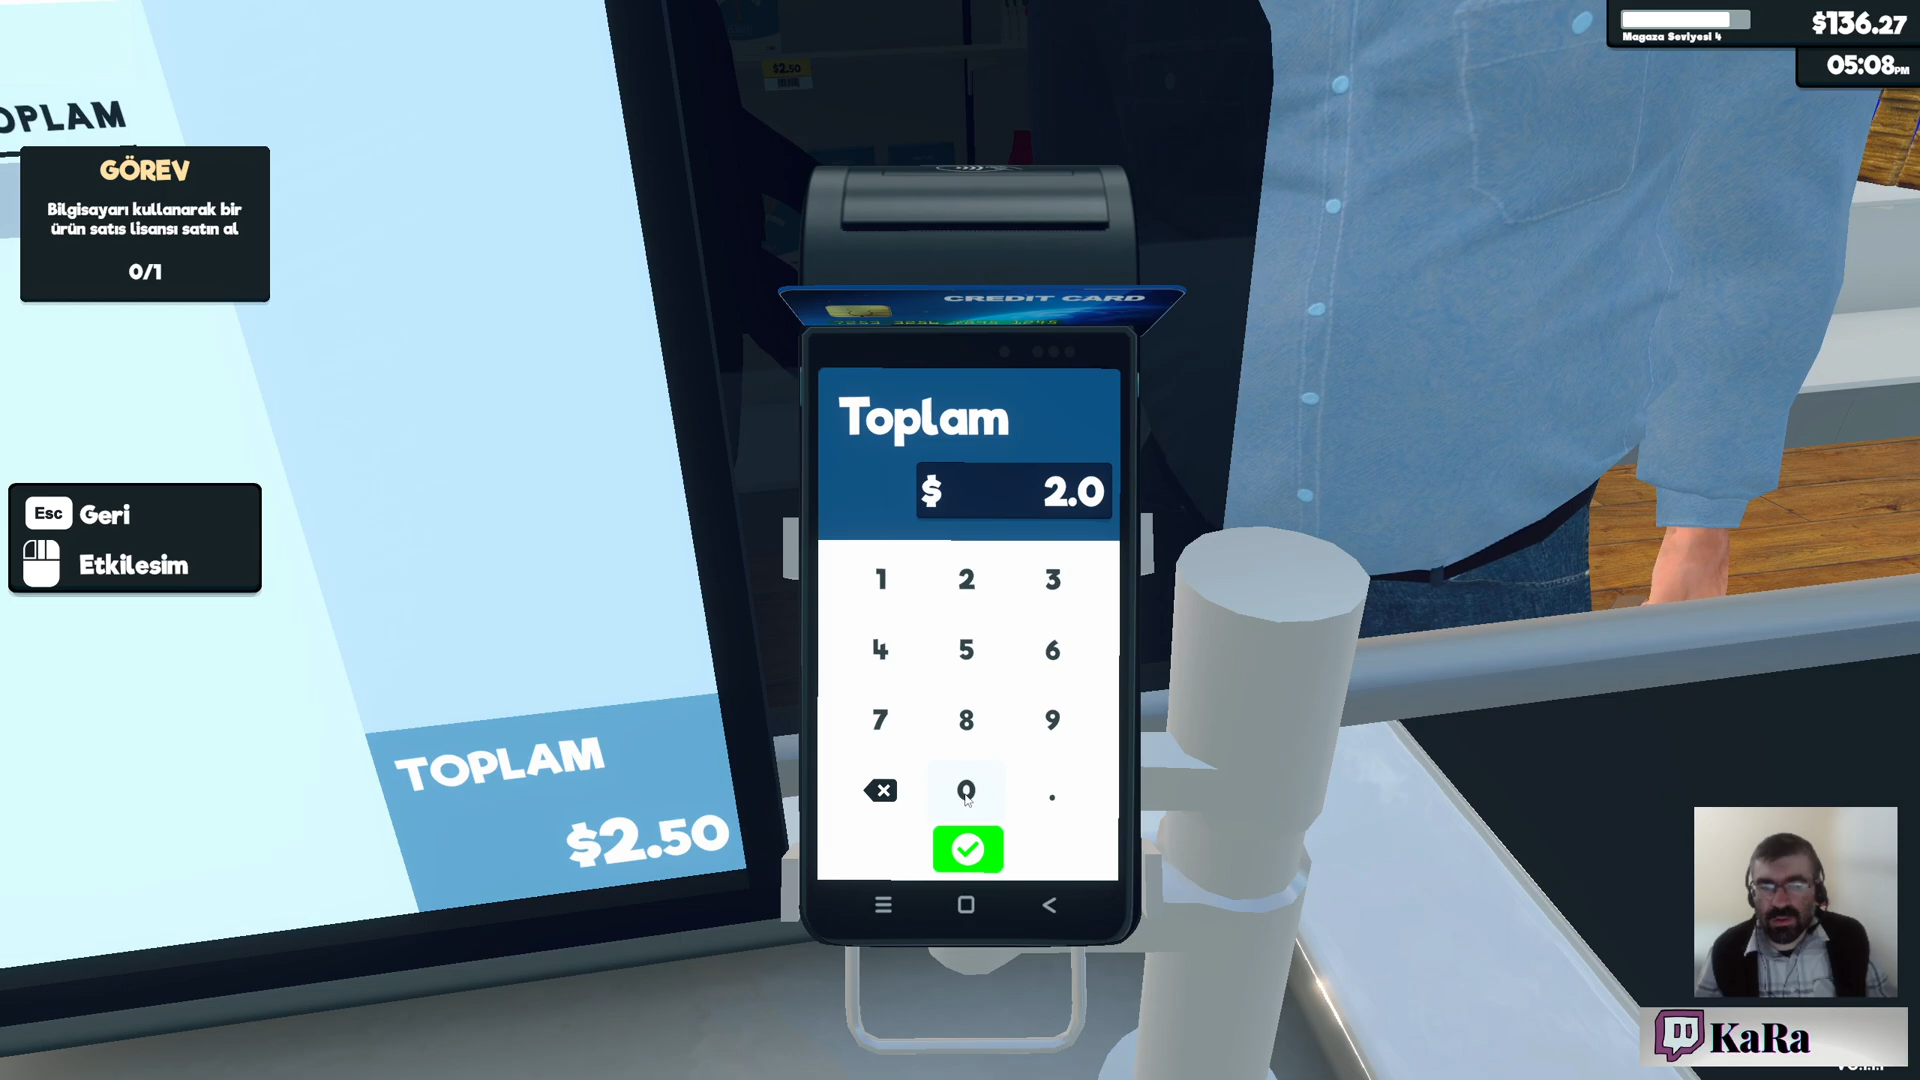 $136.27
Magaza Seviyesi 4
05:08PM
$2.50
OPLAM
GÖREV
Bilgisayarı kullanarak bir
ürün satıs lisansı satın al
0/1
CREDIT CARD
Toplam
$ 2.0
Esc Geri
Etkilesim
1 2 3
4 5 6
7 8 9
0 .
TOPLAM
$2.50
KaRa